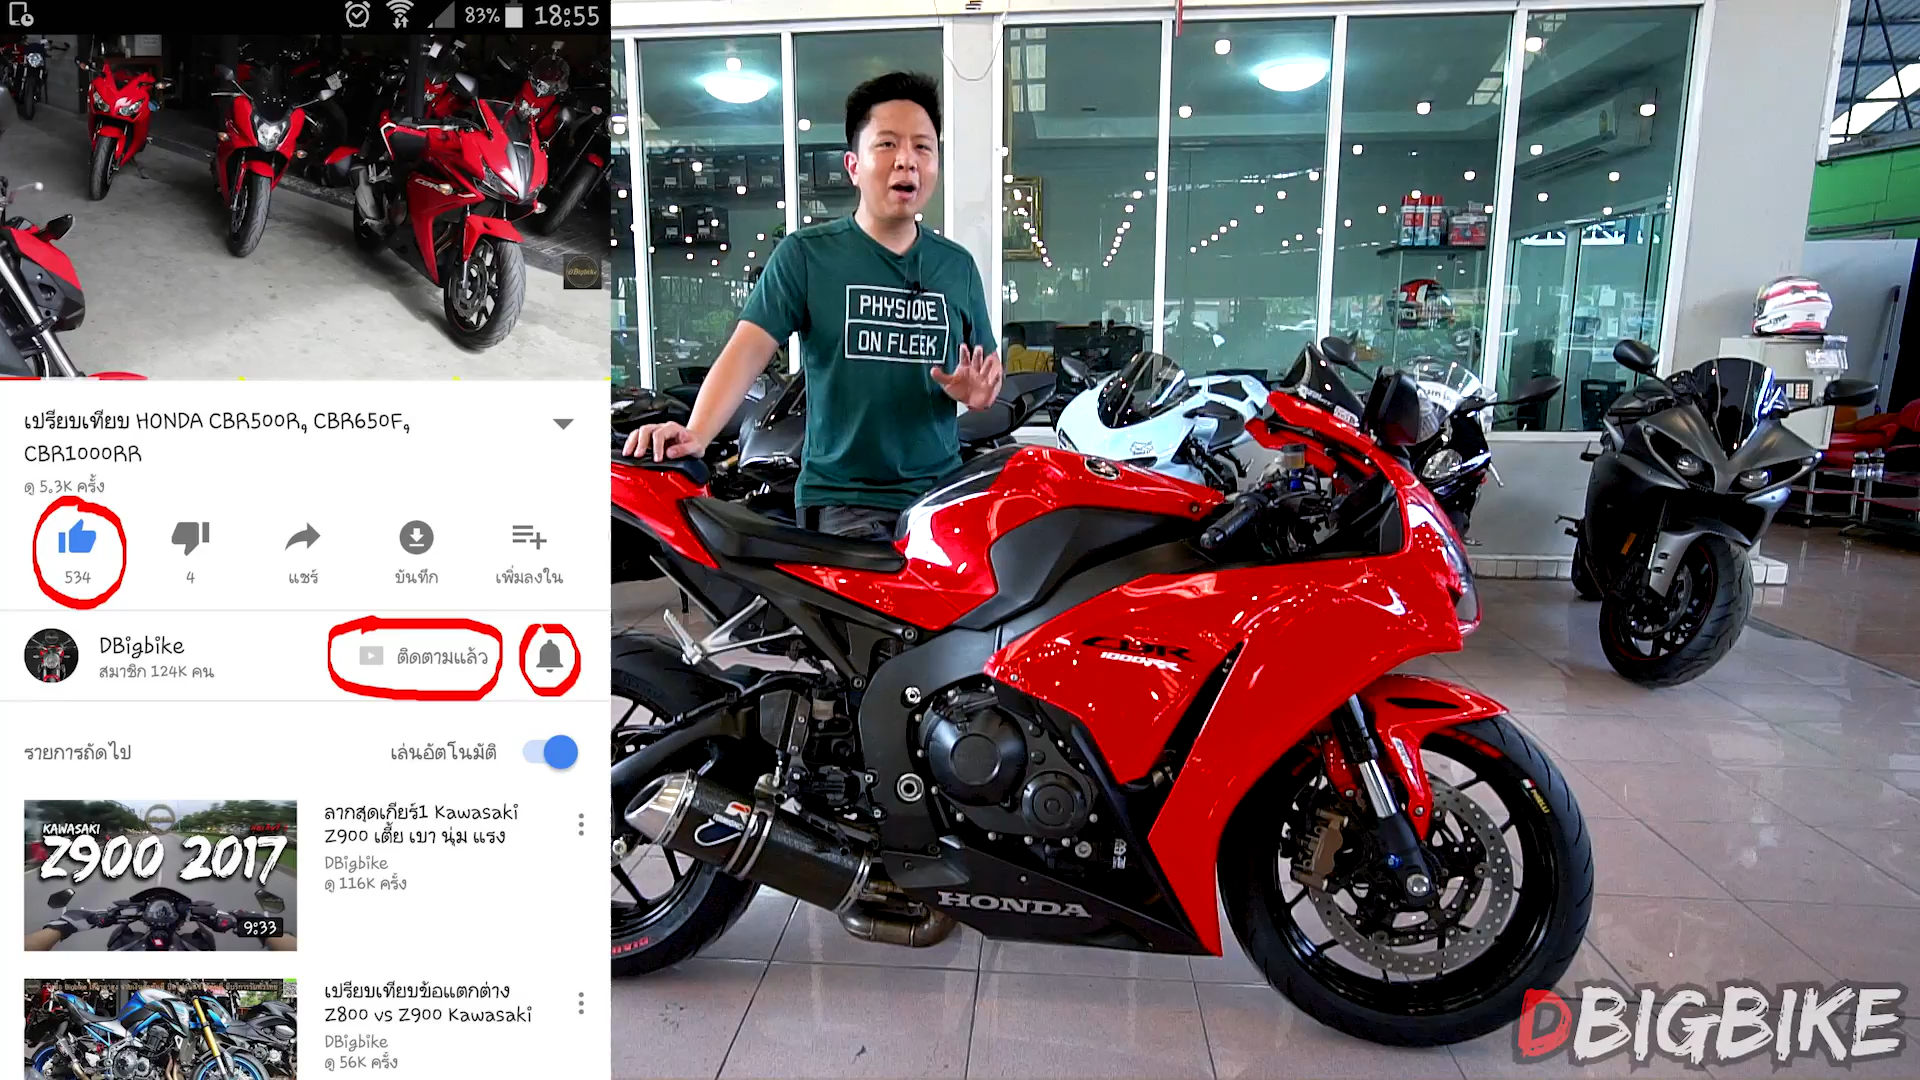 83% 18:55
CBR
DBigbike
เปรียบเทียบ HONDA CBR500R, CBR650F,
CBR1000RR
ดู 5.3K ครั้ง
534
4
แชร์
บันทึก
เพิ่มลงใน
DBigbike
สมาชิก 124K คน
ติดตามแล้ว
รายการถัดไป
เล่นอัตโนมัติ
KAWASAKI
Z900 2017
9:33
ลากสุดเกียร์1 Kawasaki
Z900 เตี้ย เบา นุ่ม แรง
DBigbike
ดู 116K ครั้ง
เปรียบเทียบข้อแตกต่าง
Z800 vs Z900 Kawasaki
DBigbike
ดู 56K ครั้ง
PHYSIQUE
ON FLEEK
CBR
1000RR
HONDA
DBIGBIKE